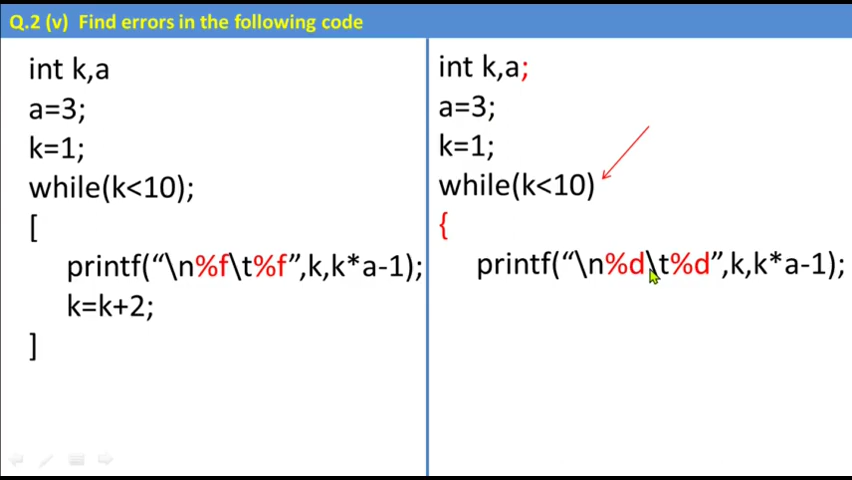 Q.2 (v)  Find errors in the following code
int k,a
a=3;
k=1;
while(k<10);
[
printf(“\n%f\t%f”,k,k*a-1);
k=k+2;
]
int k,a;
a=3;
k=1;
while(k<10)
{
printf(“\n%d\t%d”,k,k*a-1);